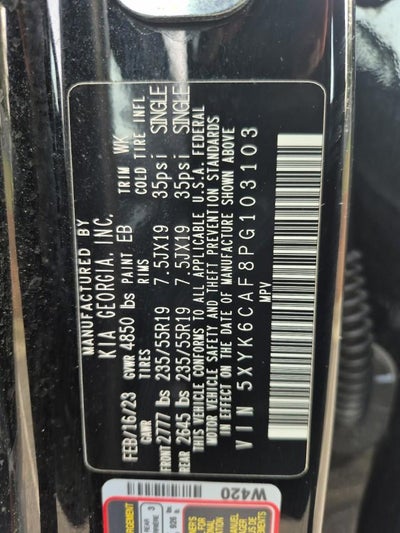 MANUFACTURED BY
KIA GEORGIA, INC.
FEB/16/23 GVWR 4850 lbs PAINT EB TRIM WK
GAWR TIRES RIMS COLD TIRE INFL
FRONT 2777 lbs 235/55R19 7.5JX19 35psi SINGLE
REAR 2645 lbs 235/55R19 7.5JX19 35psi SINGLE
THIS VEHICLE CONFORMS TO ALL APPLICABLE U.S.A. FEDERAL
MOTOR VEHICLE SAFETY AND THEFT PREVENTION STANDARDS
IN EFFECT ON THE DATE OF MANUFACTURE SHOWN ABOVE
VIN 5XYK6CAF8PG103103
MPV
W420